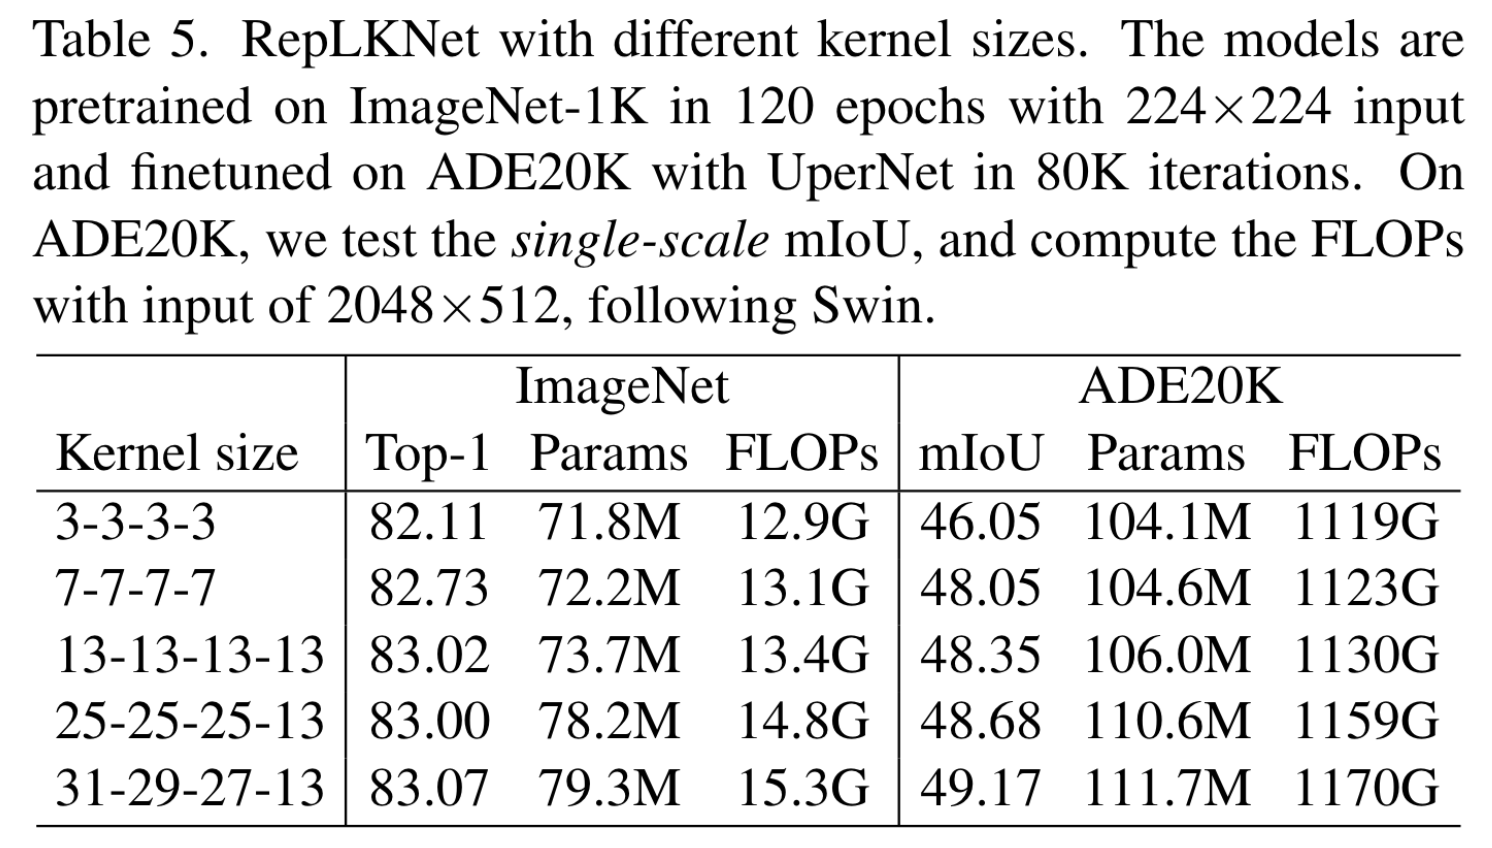 Table 5. RepLKNet with different kernel sizes. The models are
pretrained on ImageNet-1K in 120 epochs with 224×224 input
and finetuned on ADE20K with UperNet in 80K iterations. On
ADE20K, we test the single-scale mIoU, and compute the FLOPs
with input of 2048×512, following Swin.
ImageNet ADE20K
Kernel size Top-1 Params FLOPs mIoU Params FLOPs
3-3-3-3 82.11 71.8M 12.9G 46.05 104.1M 1119G
7-7-7-7 82.73 72.2M 13.1G 48.05 104.6M 1123G
13-13-13-13 83.02 73.7M 13.4G 48.35 106.0M 1130G
25-25-25-13 83.00 78.2M 14.8G 48.68 110.6M 1159G
31-29-27-13 83.07 79.3M 15.3G 49.17 111.7M 1170G